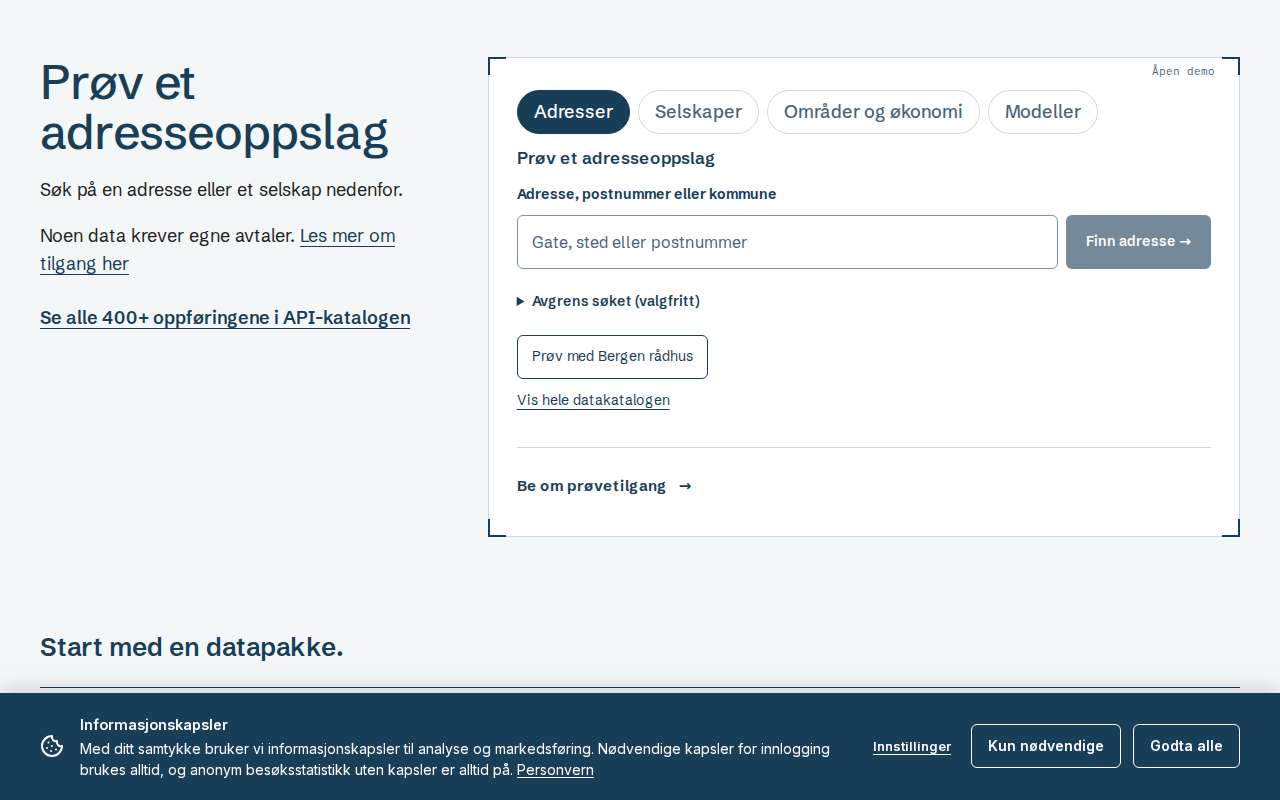 Prøv et
adresseoppslag
Søk på en adresse eller et selskap nedenfor.
Noen data krever egne avtaler. Les mer om
tilgang her
Se alle 400+ oppføringene i API-katalogen
Åpen demo
Adresser
Selskaper
Områder og økonomi
Modeller
Prøv et adresseoppslag
Adresse, postnummer eller kommune
Gate, sted eller postnummer
Finn adresse →
▶ Avgrens søket (valgfritt)
Prøv med Bergen rådhus
Vis hele datakatalogen
Be om prøvetilgang →
Start med en datapakke.
Informasjonskapsler
Med ditt samtykke bruker vi informasjonskapsler til analyse og markedsføring. Nødvendige kapsler for innlogging
brukes alltid, og anonym besøksstatistikk uten kapsler er alltid på. Personvern
Innstillinger
Kun nødvendige
Godta alle